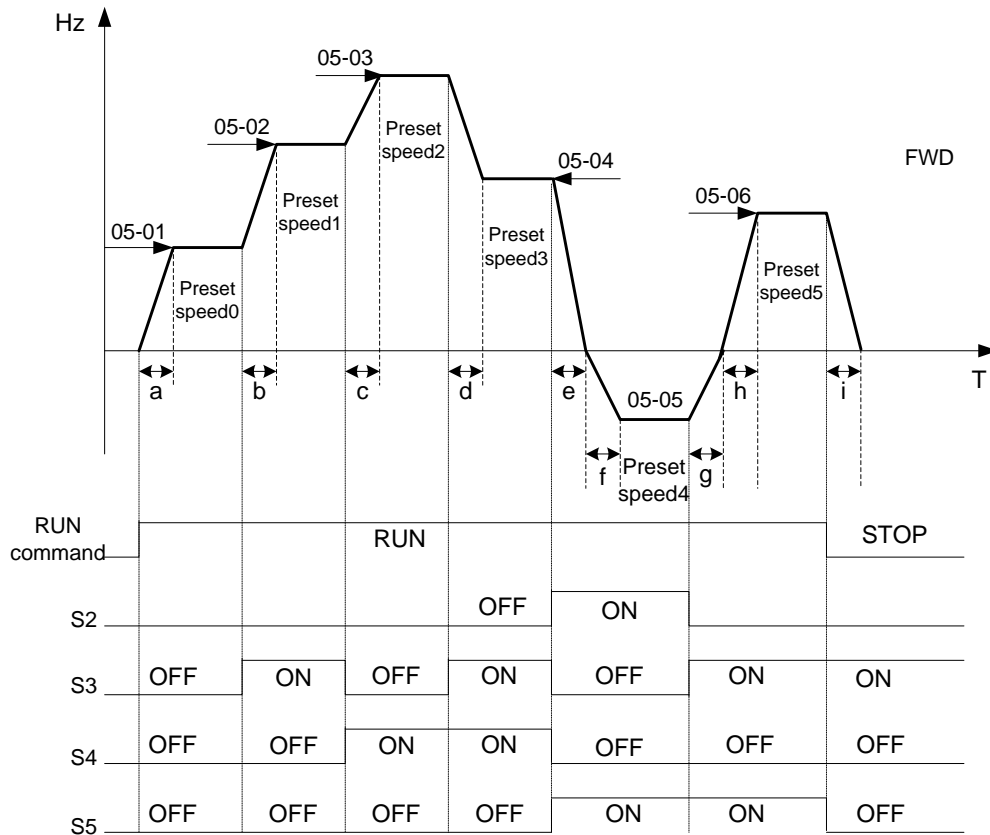 Hz
05-03
05-02
Preset
speed2
05-04
FWD
Preset
speed1
05-06
05-01
Preset
speed3
Preset
speed0
Preset
speed5
a
b
c
d
e
05-05
h
i
T
f
Preset
speed4
g
RUN
command
RUN
STOP
S2
OFF
ON
S3
OFF
ON
OFF
ON
OFF
ON
ON
S4
OFF
OFF
ON
ON
OFF
OFF
OFF
S5
OFF
OFF
OFF
OFF
ON
ON
OFF